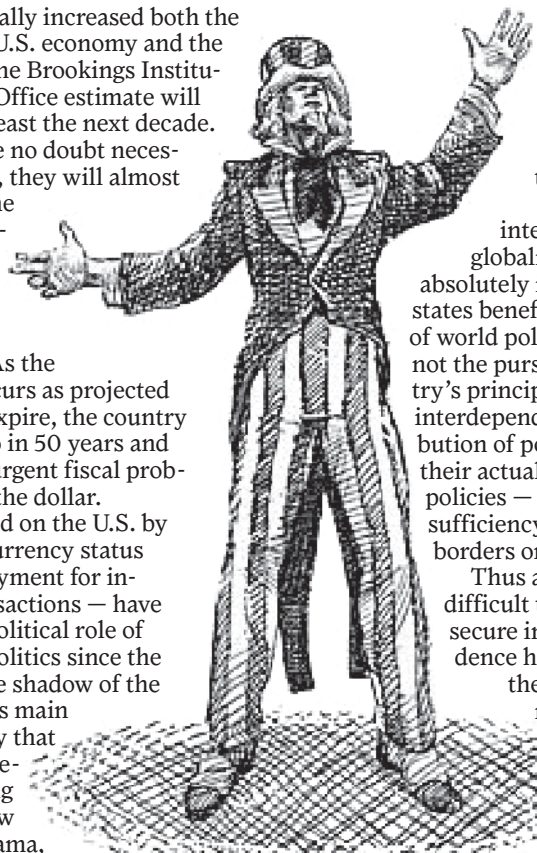 ally increased both the
U.S. economy and the
ne Brookings Institu-
Office estimate will
east the next decade.
e no doubt neces-
, they will almost
ne
-
As the
curs as projected
xpire, the country
o in 50 years and
urgent fiscal prob-
the dollar.
d on the U.S. by
urrency status
yment for in-
sactions — have
olitical role of
olitics since the
e shadow of the
s main
y that
e-
g
w
ama,
t
inte
globali
absolutely n
states benef
of world pol
not the purs
try's princip
interdepend
bution of po
their actual
policies —
sufficiency
borders or
Thus a
difficult t
secure in
dence h
the